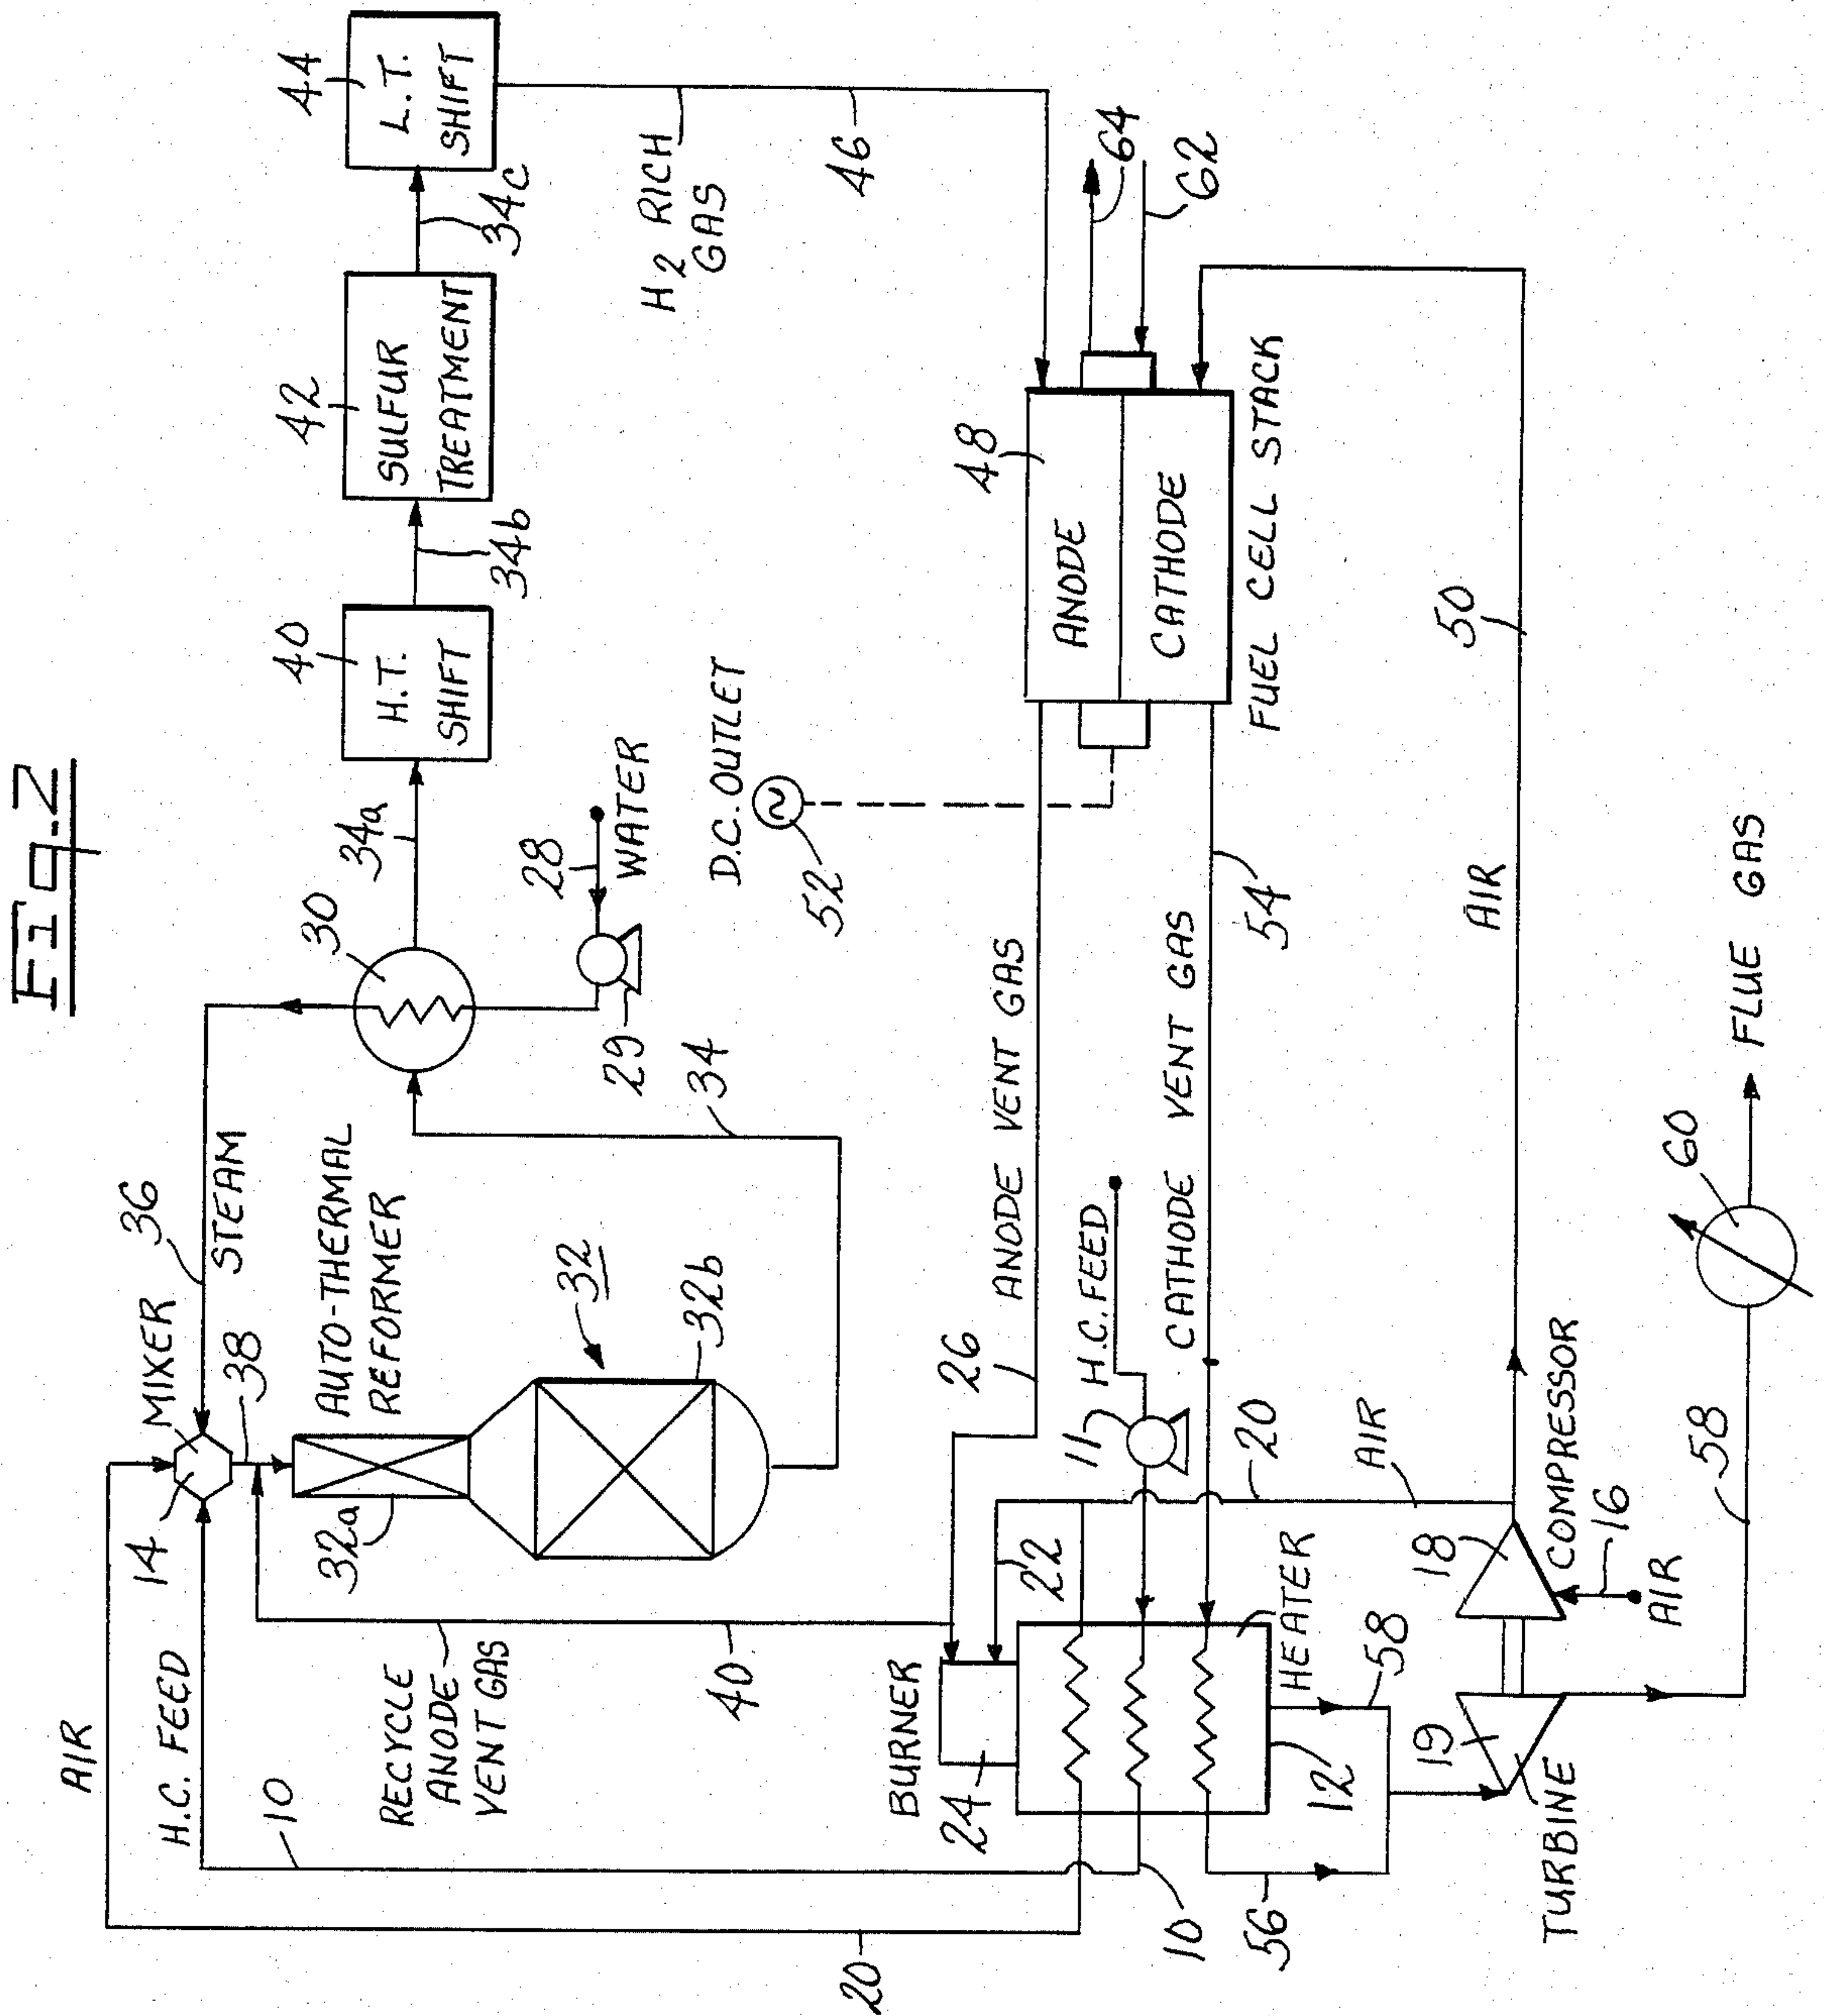 Fig. 2
AIR
H.C. FEED
10
20
14
MIXER
38
36
STEAM
32a
AUTO-THERMAL
REFORMER
32
32b
34
30
34a
29
28
WATER
40
H.T.
SHIFT
34b
42
SULFUR
TREATMENT
34c
44
L.T.
SHIFT
H2 RICH
GAS
46
RECYCLE
ANODE
VENT GAS
40
BURNER
24
22
26
ANODE VENT GAS
11
H.C. FEED
CATHODE VENT GAS
54
D.C. OUTLET
52
48
ANODE
CATHODE
FUEL CELL STACK
64
62
10
56
12
HEATER
58
20
AIR
AIR
50
19
TURBINE
18
COMPRESSOR
16
AIR
58
60
FLUE GAS